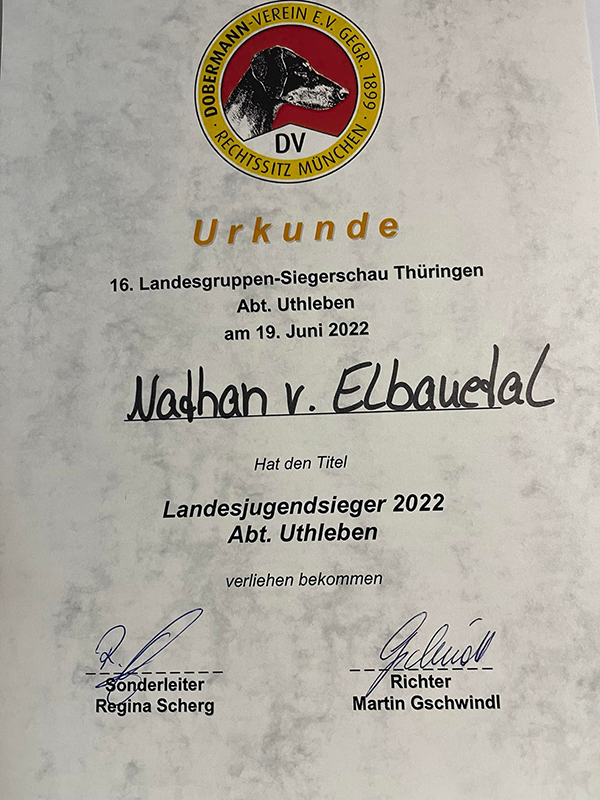 DOBERMANN-VEREIN E.V. GEGR. 1899
· RECHTSSITZ MÜNCHEN ·
DV
Urkunde
16. Landesgruppen-Siegerschau Thüringen
Abt. Uthleben
am 19. Juni 2022
Nathan v. Elbauetal
Hat den Titel
Landesjugendsieger 2022
Abt. Uthleben
verliehen bekommen
Sonderleiter
Regina Scherg
Richter
Martin Gschwindl